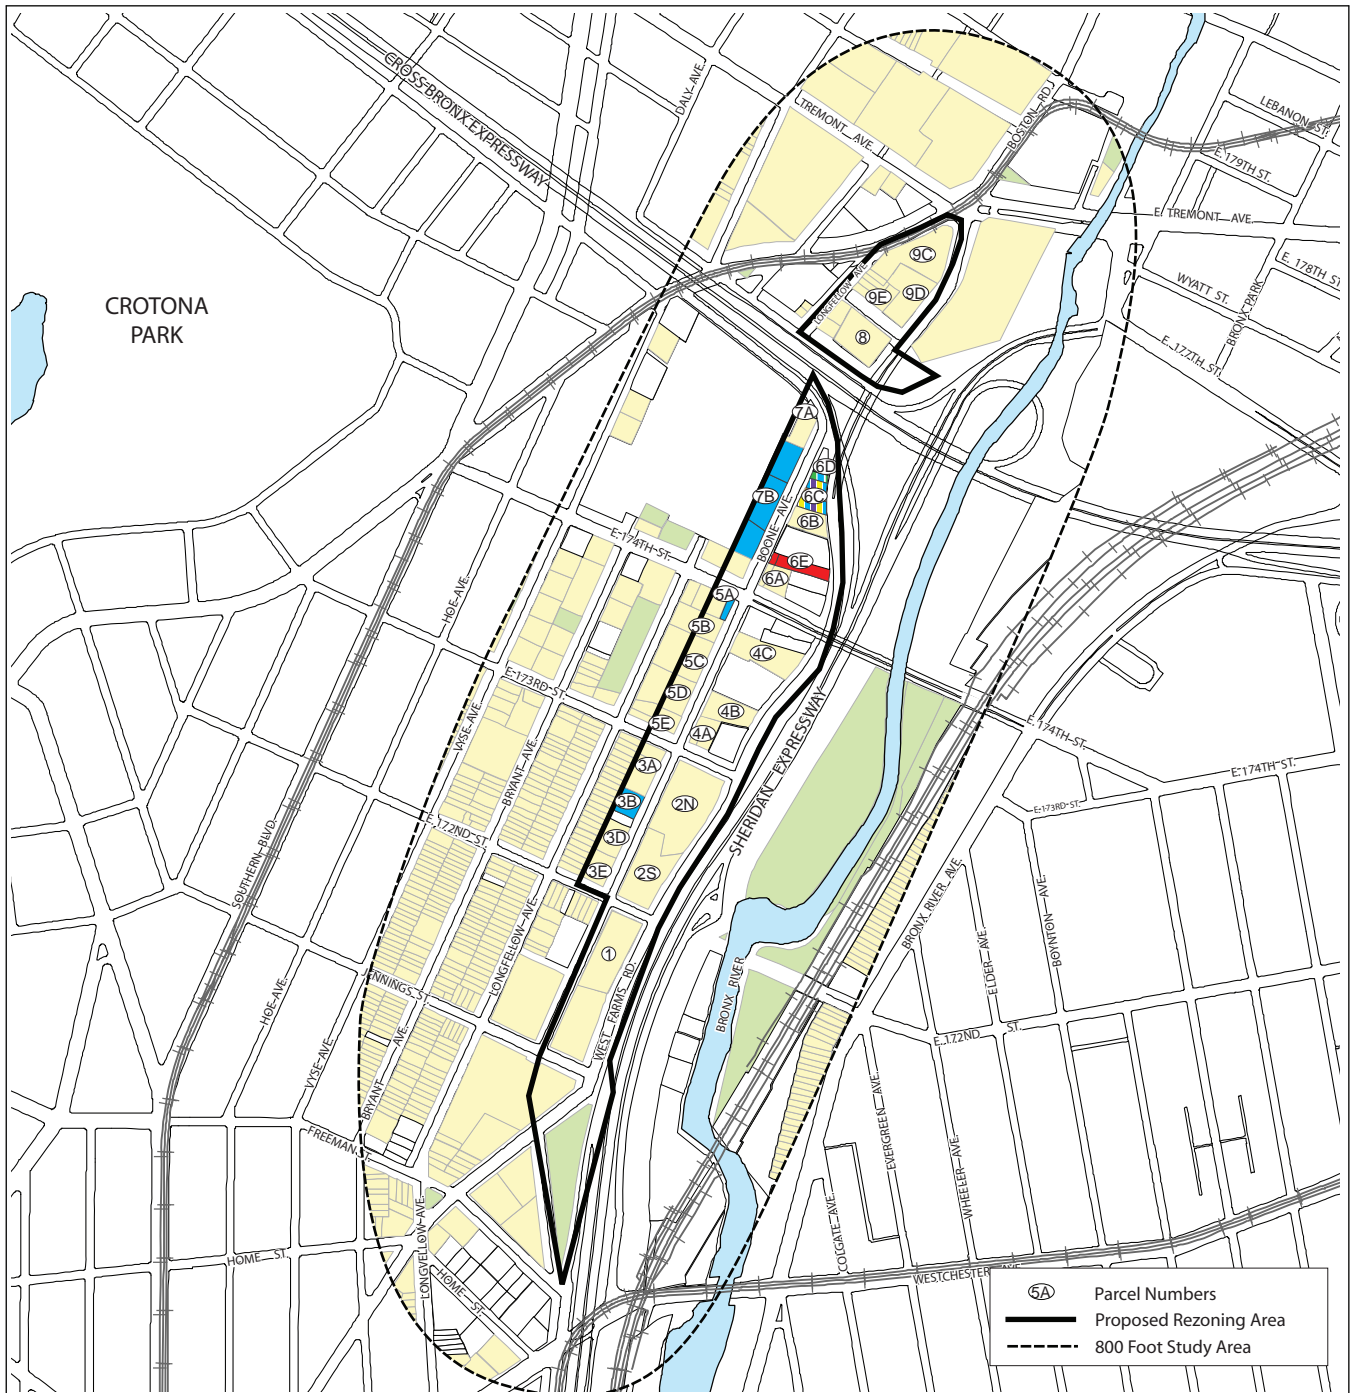 CROSS BRONX EXPRESSWAY
DALY AVE.
TREMONT AVE.
BOSTON RD.
LEBANON ST.
E. 179TH ST.
E. TREMONT AVE.
E. 178TH ST.
WYATT ST.
BRONX PARK
E. 177TH ST.
CROTONA
PARK
LONGFELLOW AVE.
9C
9D
9E
8
7A
6D
7B
6C
6B
BOONE AVE.
6E
6A
E. 174TH ST.
5A
5B
4C
5C
5D
4B
5E
4A
HOE AVE.
E. 173RD ST.
VYSE AVE.
BRYANT AVE.
3A
2N
3B
3D
3E
2S
E. 172ND ST.
SHERIDAN EXPRESSWAY
E. 174TH ST.
E. 174TH ST.
E. 173RD ST.
SOUTHERN BLVD.
LONGFELLOW AVE.
BRONX RIVER AVE.
ELDER AVE.
BOYNTON AVE.
1
JENNINGS ST.
HOE AVE.
VYSE AVE.
BRYANT AVE.
WEST FARMS RD.
BRONX RIVER
E. 172ND ST.
FREEMAN ST.
EVERGREEN AVE.
WHEELER AVE.
COLGATE AVE.
HOME ST.
LONGVELLOW AVE.
HOME ST.
WESTCHESTER AVE.
5A Parcel Numbers
Proposed Rezoning Area
800 Foot Study Area